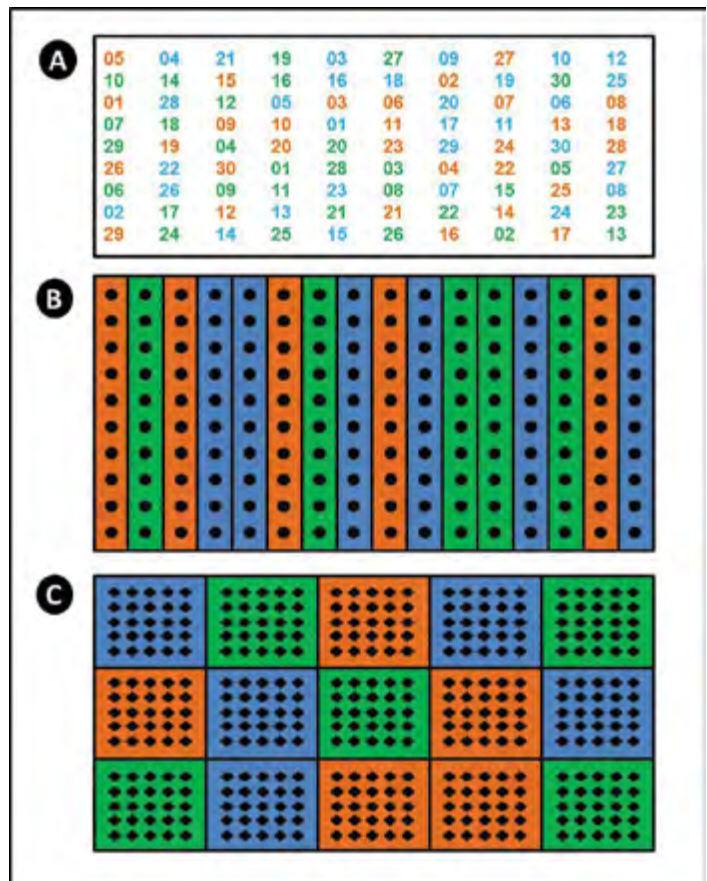 A
05 04 21 19 03 27 09 27 10 12
10 14 15 16 16 18 02 19 30 25
01 28 12 05 03 06 20 07 06 08
07 18 09 10 01 11 17 11 13 18
29 19 04 20 20 23 29 24 30 28
26 22 30 01 28 03 04 22 05 27
06 26 09 11 23 08 07 15 25 08
02 17 12 13 21 21 22 14 24 23
29 24 14 25 15 26 16 02 17 13
B
C